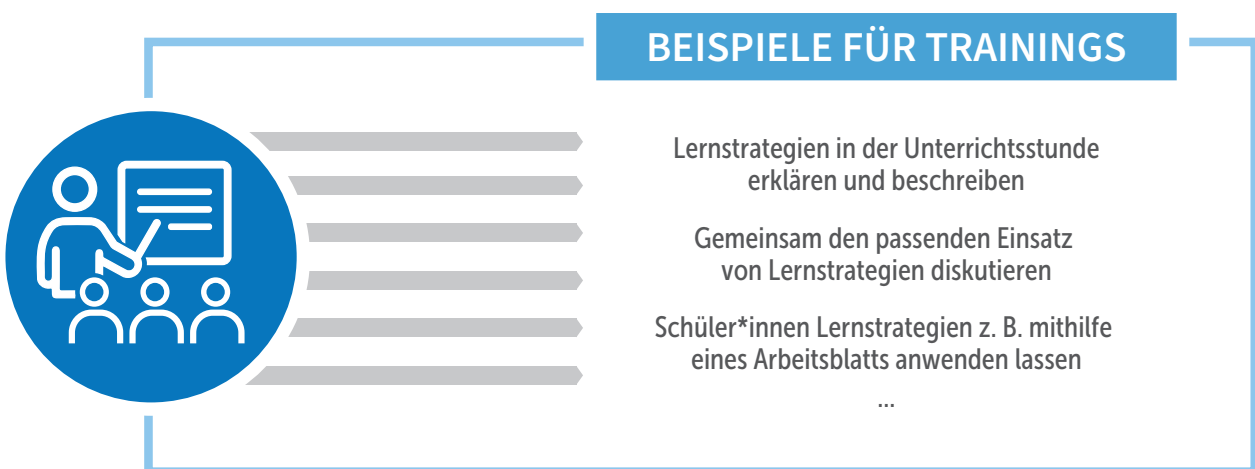 BEISPIELE FÜR TRAININGS
Lernstrategien in der Unterrichtsstunde
erklären und beschreiben
Gemeinsam den passenden Einsatz
von Lernstrategien diskutieren
Schüler*innen Lernstrategien z. B. mithilfe
eines Arbeitsblatts anwenden lassen
...